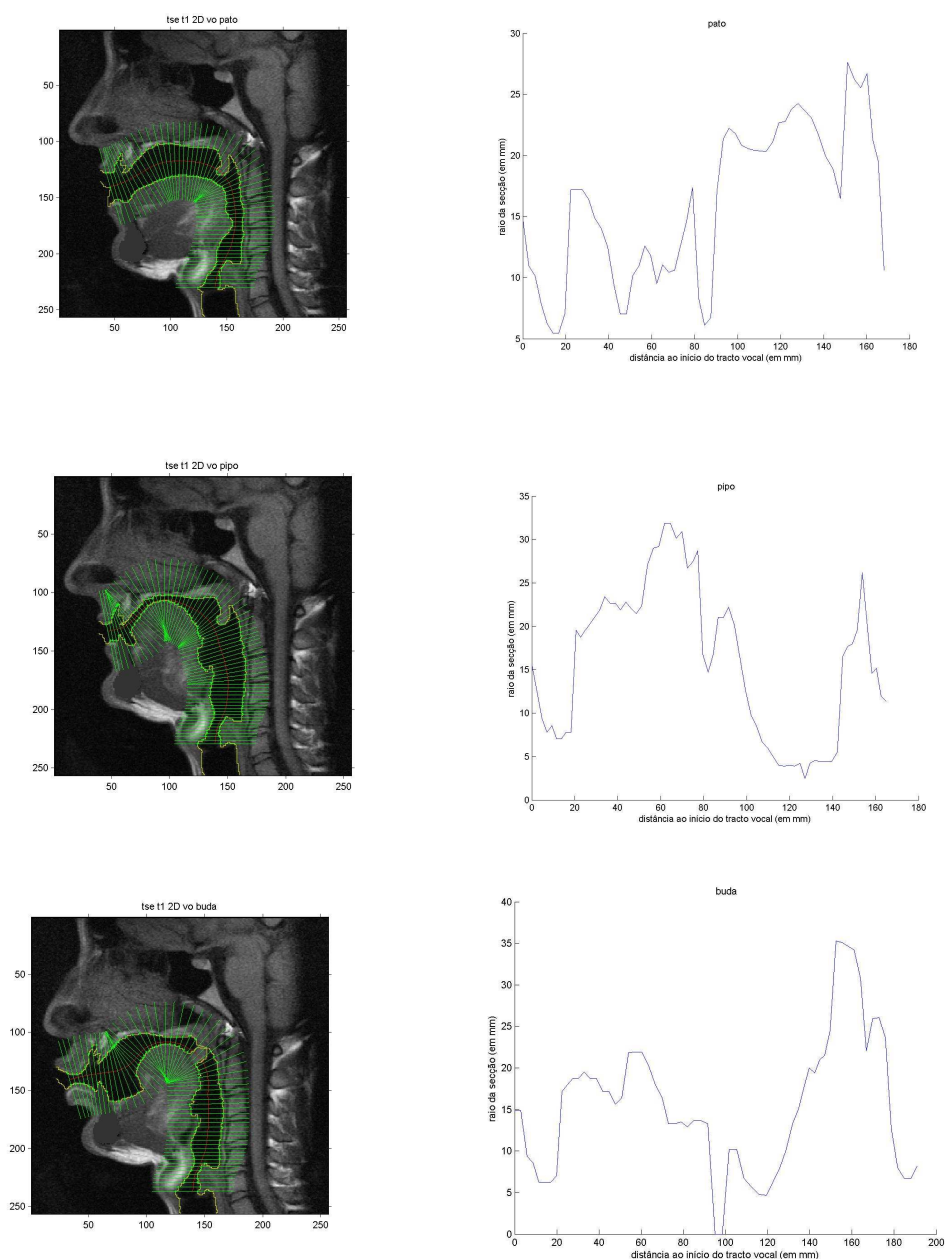 tse t1 2D vo pato
50
100
150
200
250
50 100 150 200 250
pato
30
25
20
15
10
5
raio da secção (em mm)
0 20 40 60 80 100 120 140 160 180
distância ao início do tracto vocal (em mm)
tse t1 2D vo pipo
50
100
150
200
250
50 100 150 200 250
pipo
35
30
25
20
15
10
5
0
raio da secção (em mm)
0 20 40 60 80 100 120 140 160 180
distância ao início do tracto vocal (em mm)
tse t1 2D vo buda
50
100
150
200
250
50 100 150 200 250
buda
40
35
30
25
20
15
10
5
0
raio da secção (em mm)
0 20 40 60 80 100 120 140 160 180 200
distância ao início do tracto vocal (em mm)